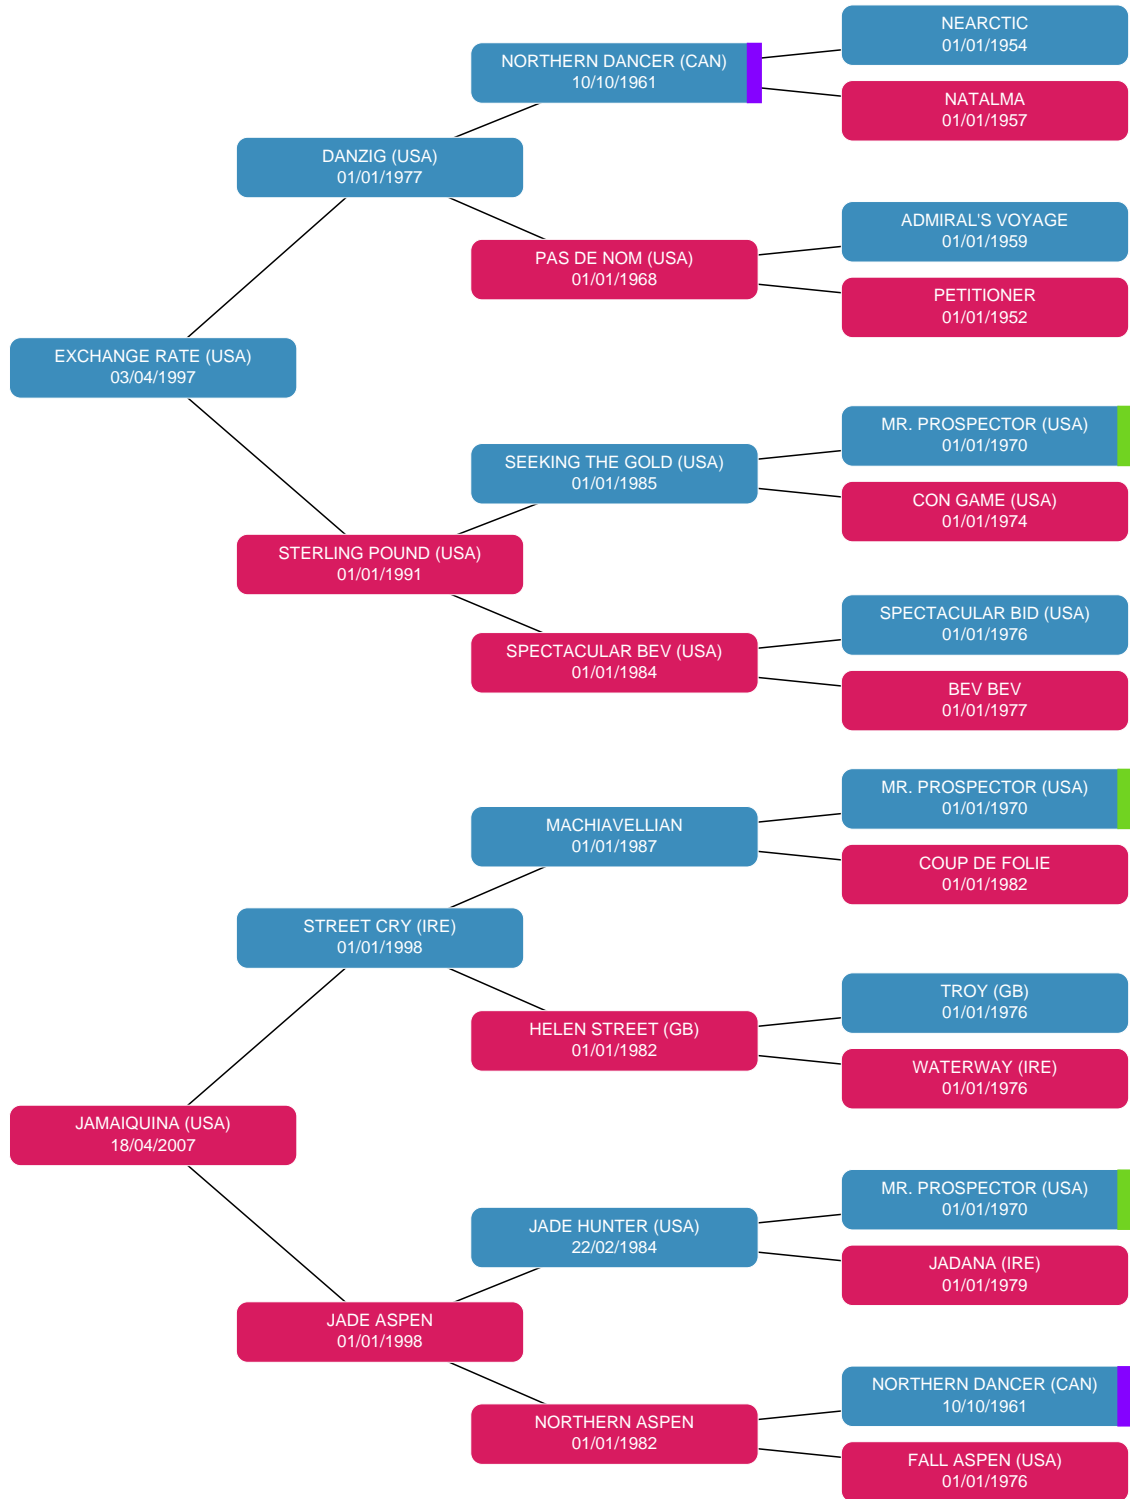 NEARCTIC
01/01/1954
NORTHERN DANCER (CAN)
10/10/1961
NATALMA
01/01/1957
DANZIG (USA)
01/01/1977
ADMIRAL'S VOYAGE
01/01/1959
PAS DE NOM (USA)
01/01/1968
PETITIONER
01/01/1952
EXCHANGE RATE (USA)
03/04/1997
MR. PROSPECTOR (USA)
01/01/1970
SEEKING THE GOLD (USA)
01/01/1985
CON GAME (USA)
01/01/1974
STERLING POUND (USA)
01/01/1991
SPECTACULAR BID (USA)
01/01/1976
SPECTACULAR BEV (USA)
01/01/1984
BEV BEV
01/01/1977
MR. PROSPECTOR (USA)
01/01/1970
MACHIAVELLIAN
01/01/1987
COUP DE FOLIE
01/01/1982
STREET CRY (IRE)
01/01/1998
TROY (GB)
01/01/1976
HELEN STREET (GB)
01/01/1982
WATERWAY (IRE)
01/01/1976
JAMAIQUINA (USA)
18/04/2007
MR. PROSPECTOR (USA)
01/01/1970
JADE HUNTER (USA)
22/02/1984
JADANA (IRE)
01/01/1979
JADE ASPEN
01/01/1998
NORTHERN DANCER (CAN)
10/10/1961
NORTHERN ASPEN
01/01/1982
FALL ASPEN (USA)
01/01/1976